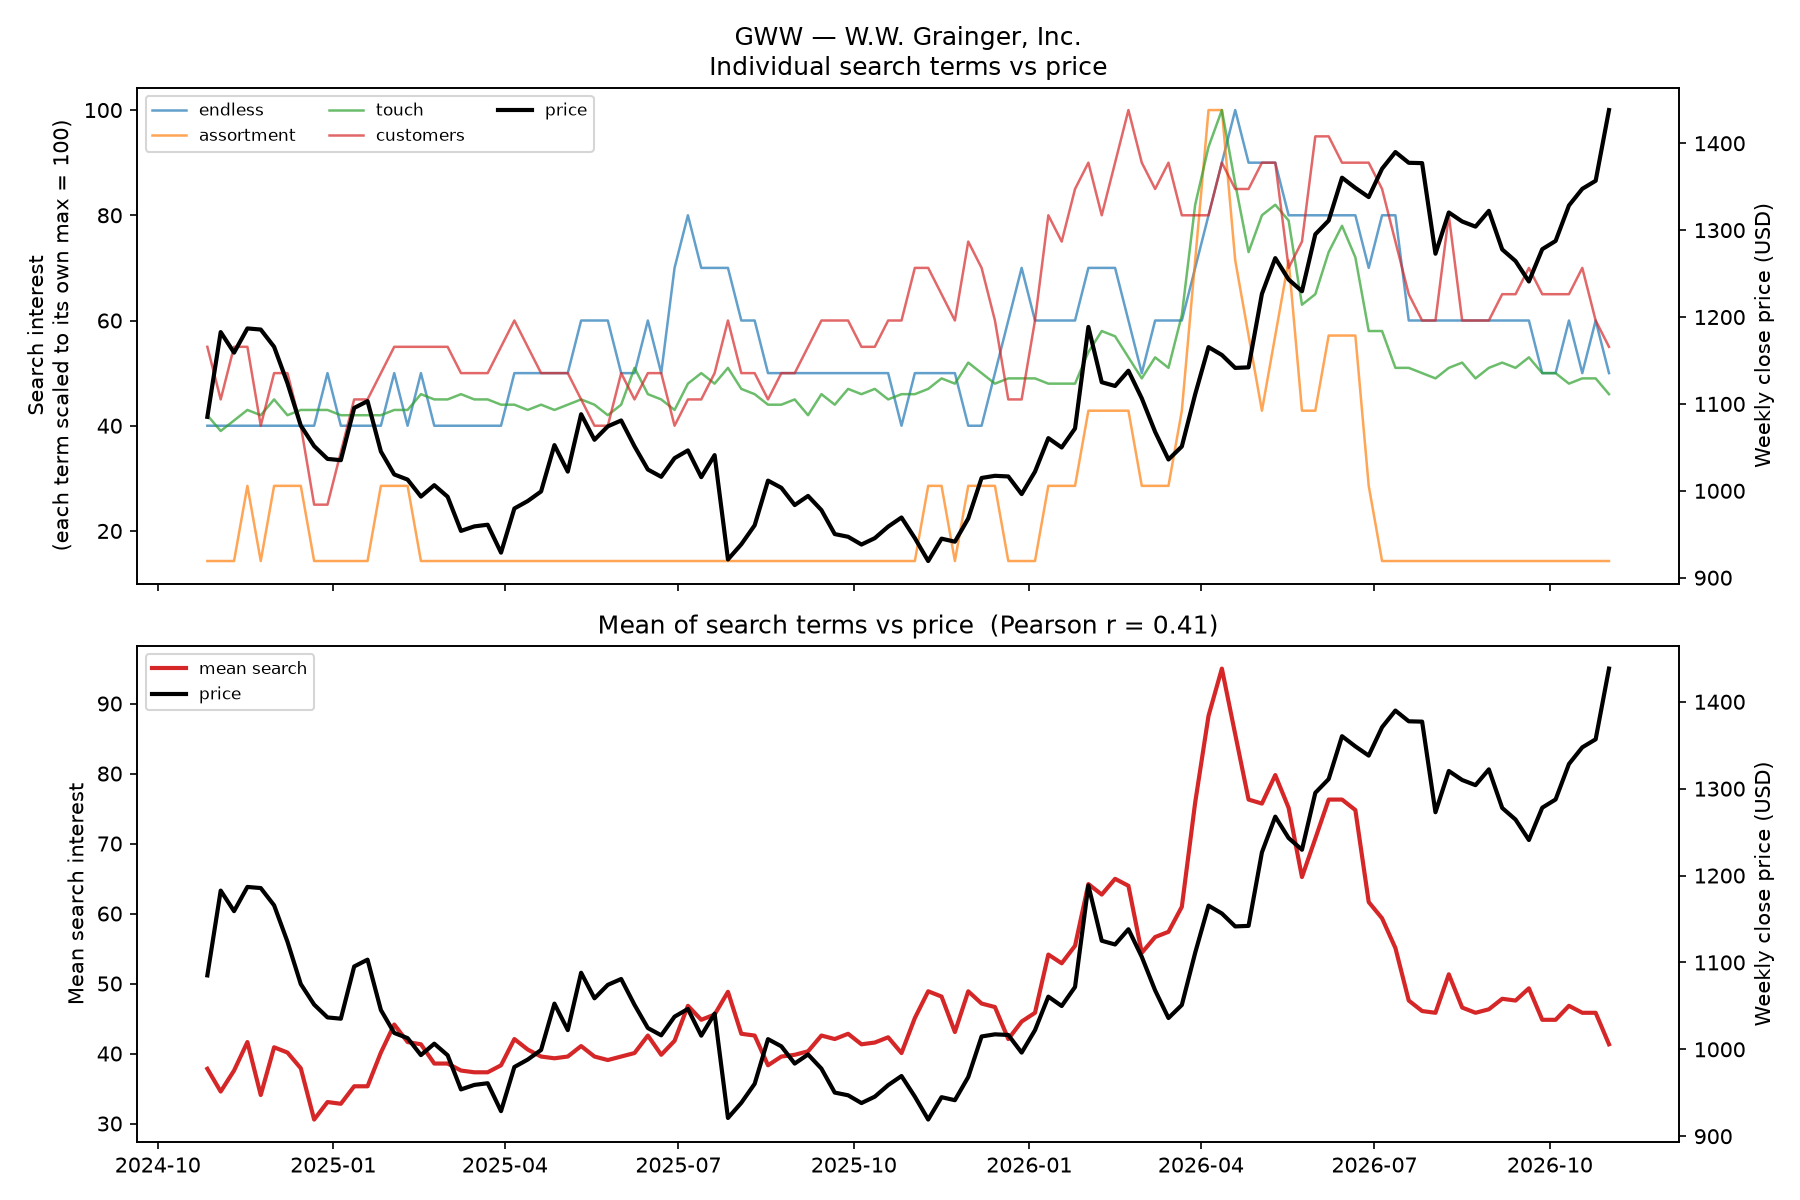 GWW — W.W. Grainger, Inc.
Individual search terms vs price
endless
assortment
touch
customers
price
Search interest
(each term scaled to its own max = 100)
100
80
60
40
20
1400
1300
1200
1100
1000
900
Weekly close price (USD)
Mean of search terms vs price (Pearson r = 0.41)
mean search
price
Mean search interest
90
80
70
60
50
40
30
1400
1300
1200
1100
1000
900
Weekly close price (USD)
2024-10 2025-01 2025-04 2025-07 2025-10 2026-01 2026-04 2026-07 2026-10